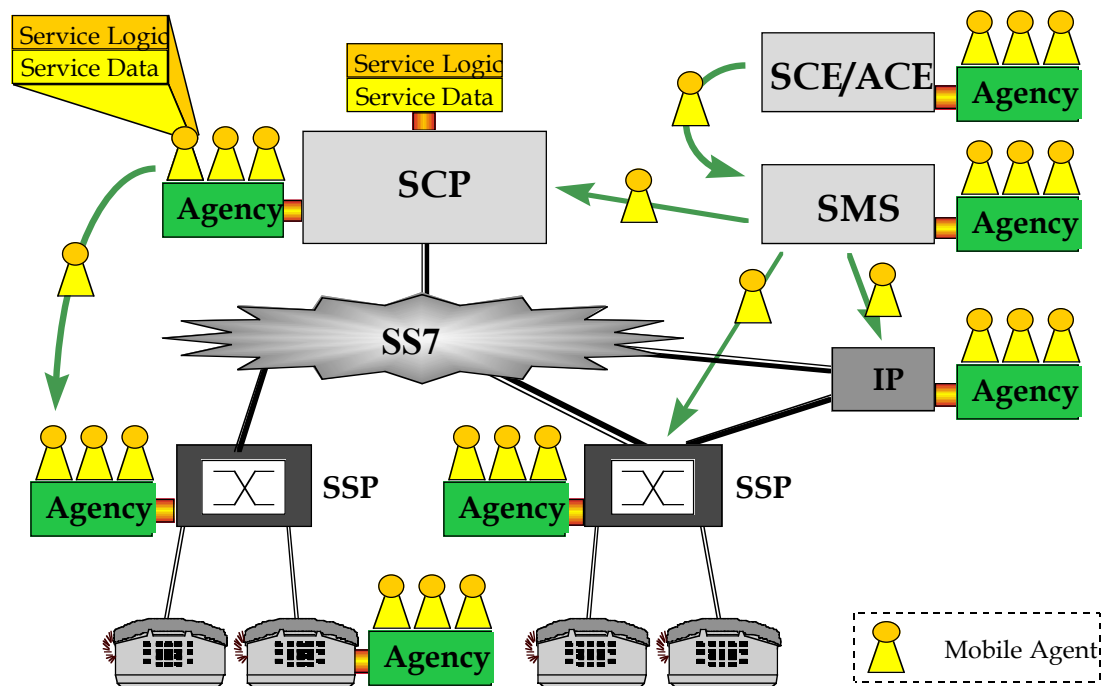 Service Logic
Service Data
Service Logic
Service Data
SCE/ACE
Agency
SCP
Agency
SMS
Agency
SS7
IP
Agency
Agency
SSP
Agency
SSP
Agency
Mobile Agent